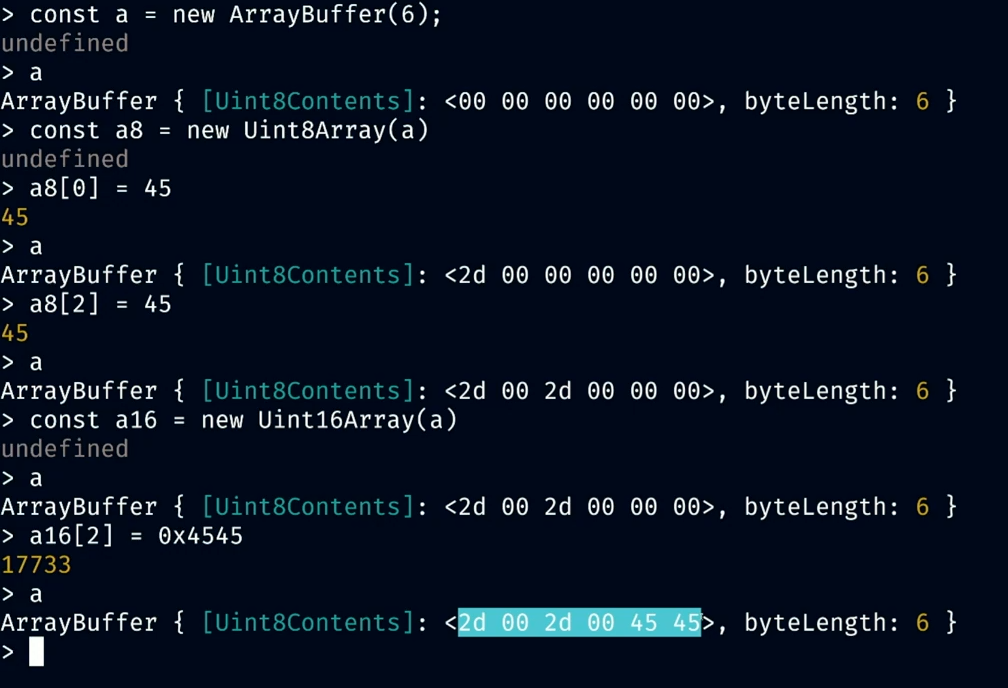 > const a = new ArrayBuffer(6);
undefined
> a
ArrayBuffer { [Uint8Contents]: <00 00 00 00 00 00>, byteLength: 6 }
> const a8 = new Uint8Array(a)
undefined
> a8[0] = 45
45
> a
ArrayBuffer { [Uint8Contents]: <2d 00 00 00 00 00>, byteLength: 6 }
> a8[2] = 45
45
> a
ArrayBuffer { [Uint8Contents]: <2d 00 2d 00 00 00>, byteLength: 6 }
> const a16 = new Uint16Array(a)
undefined
> a
ArrayBuffer { [Uint8Contents]: <2d 00 2d 00 00 00>, byteLength: 6 }
> a16[2] = 0x4545
17733
> a
ArrayBuffer { [Uint8Contents]: <2d 00 2d 00 45 45>, byteLength: 6 }
>